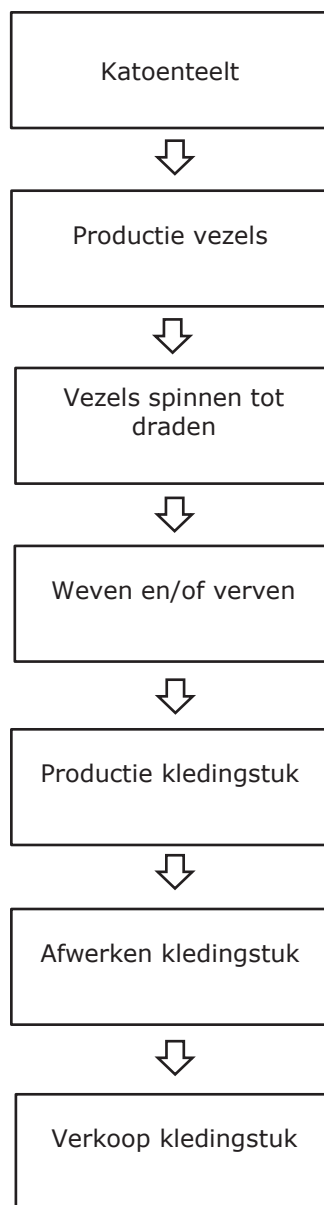 Katoenteelt
Productie vezels
Vezels spinnen tot
draden
Weven en/of verven
Productie kledingstuk
Afwerken kledingstuk
Verkoop kledingstuk